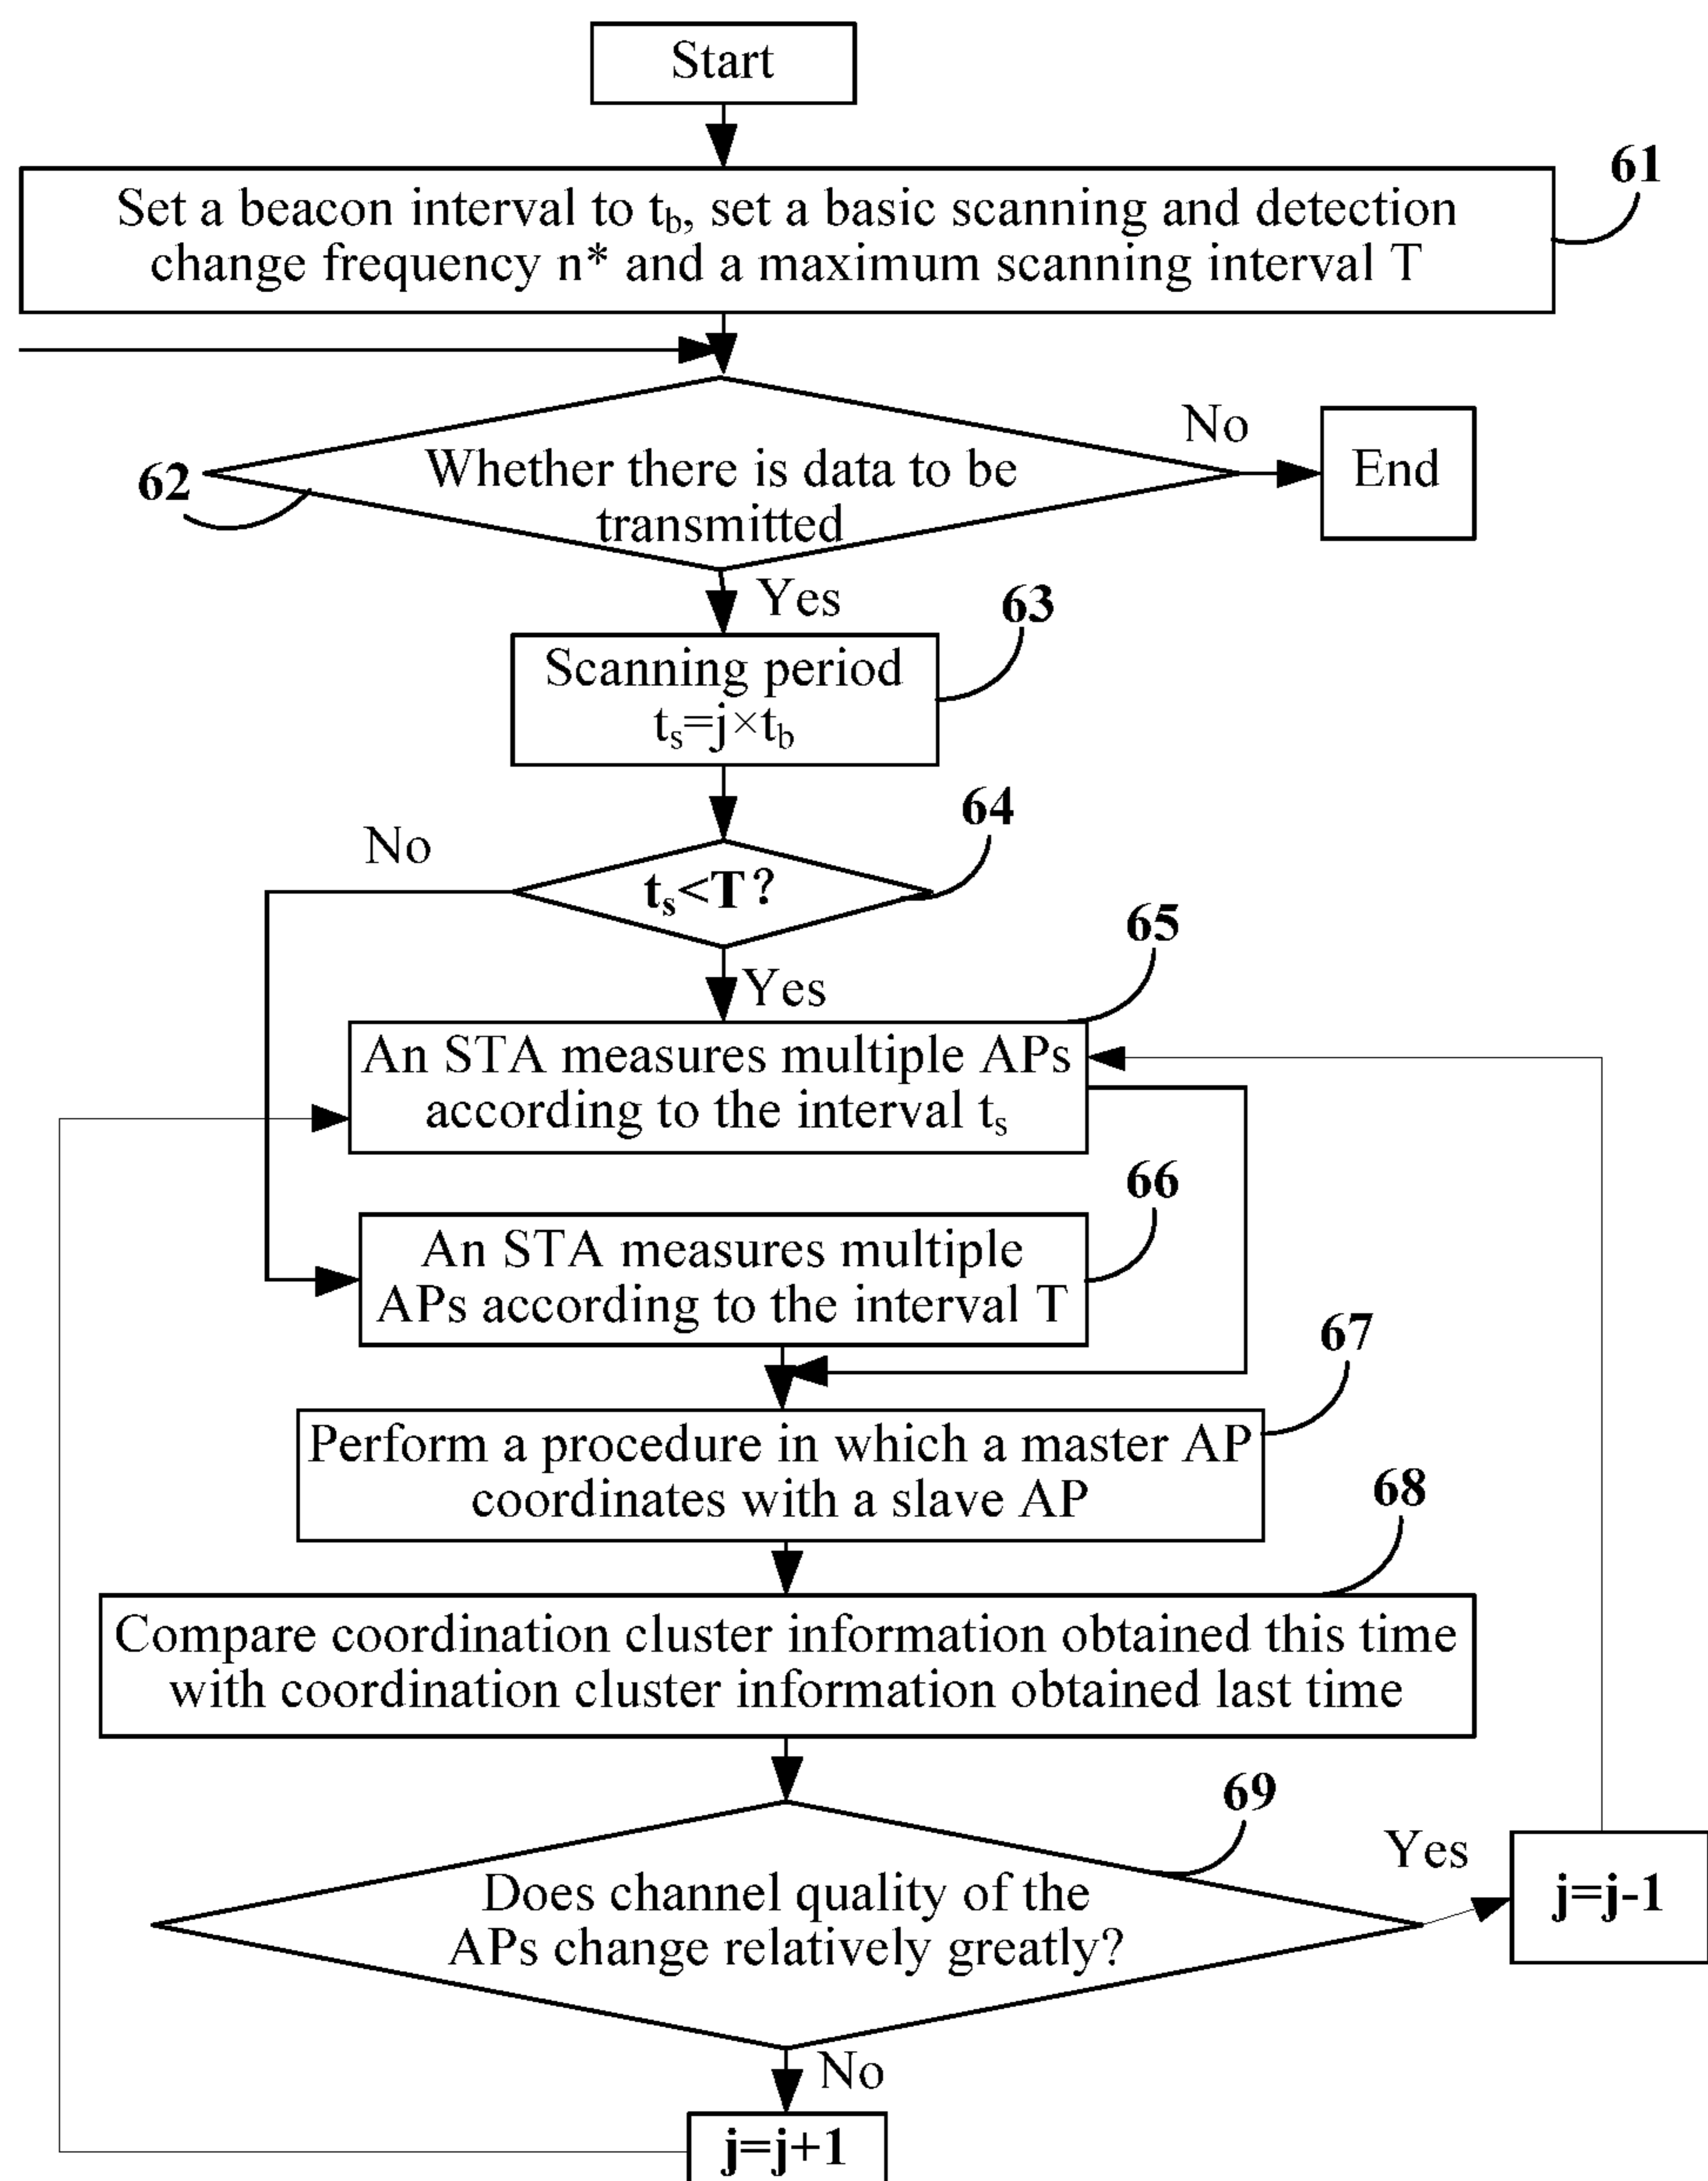 Start
61
Set a beacon interval to tb, set a basic scanning and detection
change frequency n* and a maximum scanning interval T
No
End
62
Whether there is data to be
transmitted
Yes
63
Scanning period
ts=j×tb
64
No
ts<T?
65
Yes
An STA measures multiple APs
according to the interval ts
66
An STA measures multiple
APs according to the interval T
67
Perform a procedure in which a master AP
coordinates with a slave AP
68
Compare coordination cluster information obtained this time
with coordination cluster information obtained last time
69
Yes
Does channel quality of the
APs change relatively greatly?
j=j-1
No
j=j+1